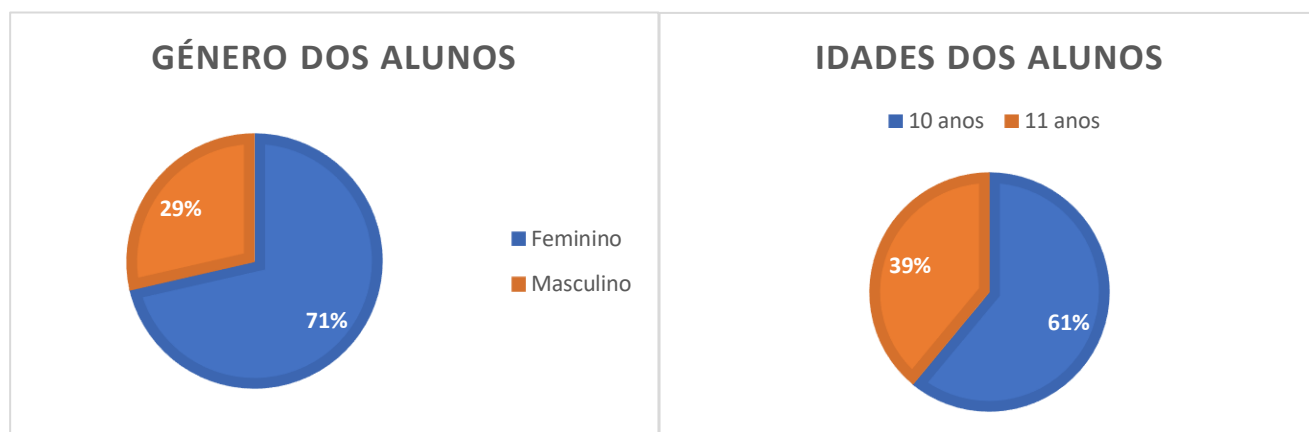 GÉNERO DOS ALUNOS
29%
71%
Feminino
Masculino
IDADES DOS ALUNOS
10 anos 11 anos
39%
61%